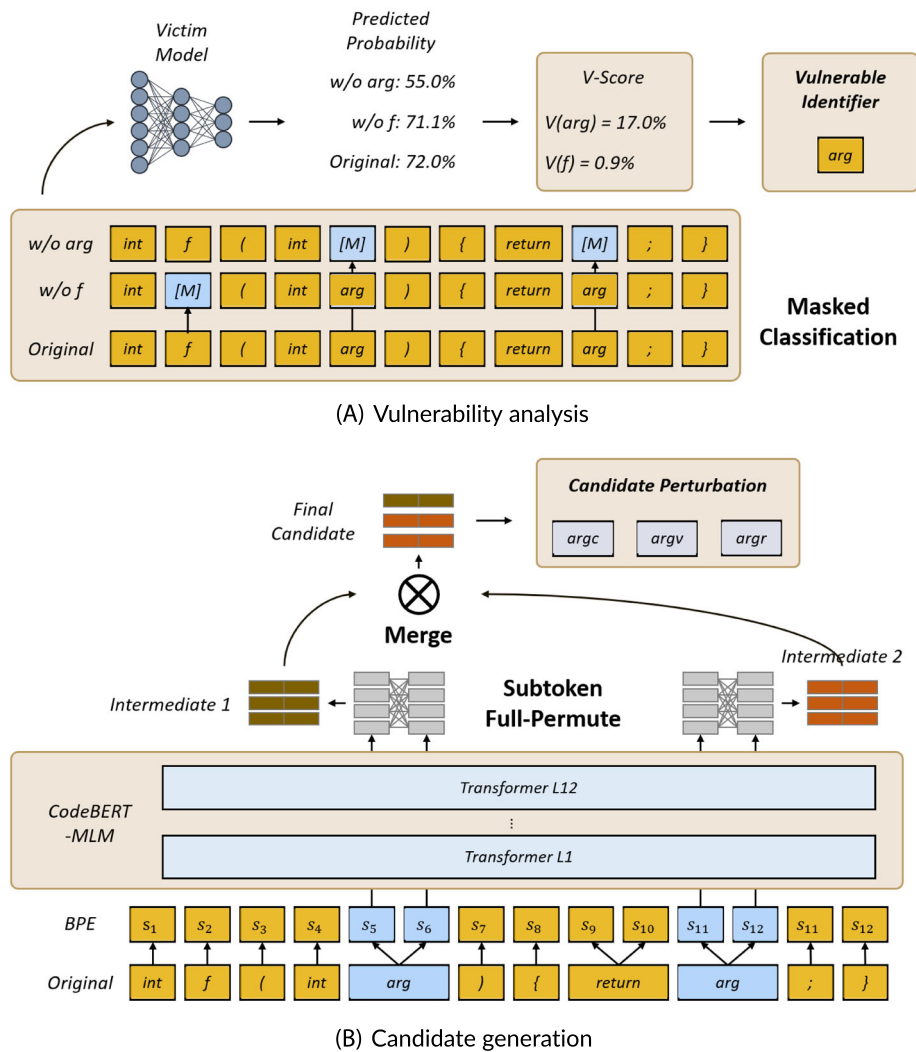 Victim
Model
Predicted
Probability
w/o arg: 55.0%
w/o f: 71.1%
Original: 72.0%
V-Score
V(arg) = 17.0%
V(f) = 0.9%
Vulnerable
Identifier
arg
w/o arg int f ( int [M] ) { return [M] ; }
w/o f int [M] ( int arg ) { return arg ; }
Original int f ( int arg ) { return arg ; }
Masked
Classification
(A) Vulnerability analysis
Final
Candidate
Candidate Perturbation
argc argv argr
Merge
Intermediate 1
Subtoken
Full-Permute
Intermediate 2
CodeBERT
-MLM
Transformer L12
⋮
Transformer L1
BPE s₁ s₂ s₃ s₄ s₅ s₆ s₇ s₈ s₉ s₁₀ s₁₁ s₁₂ s₁₁ s₁₂
Original int f ( int arg ) { return arg ; }
(B) Candidate generation